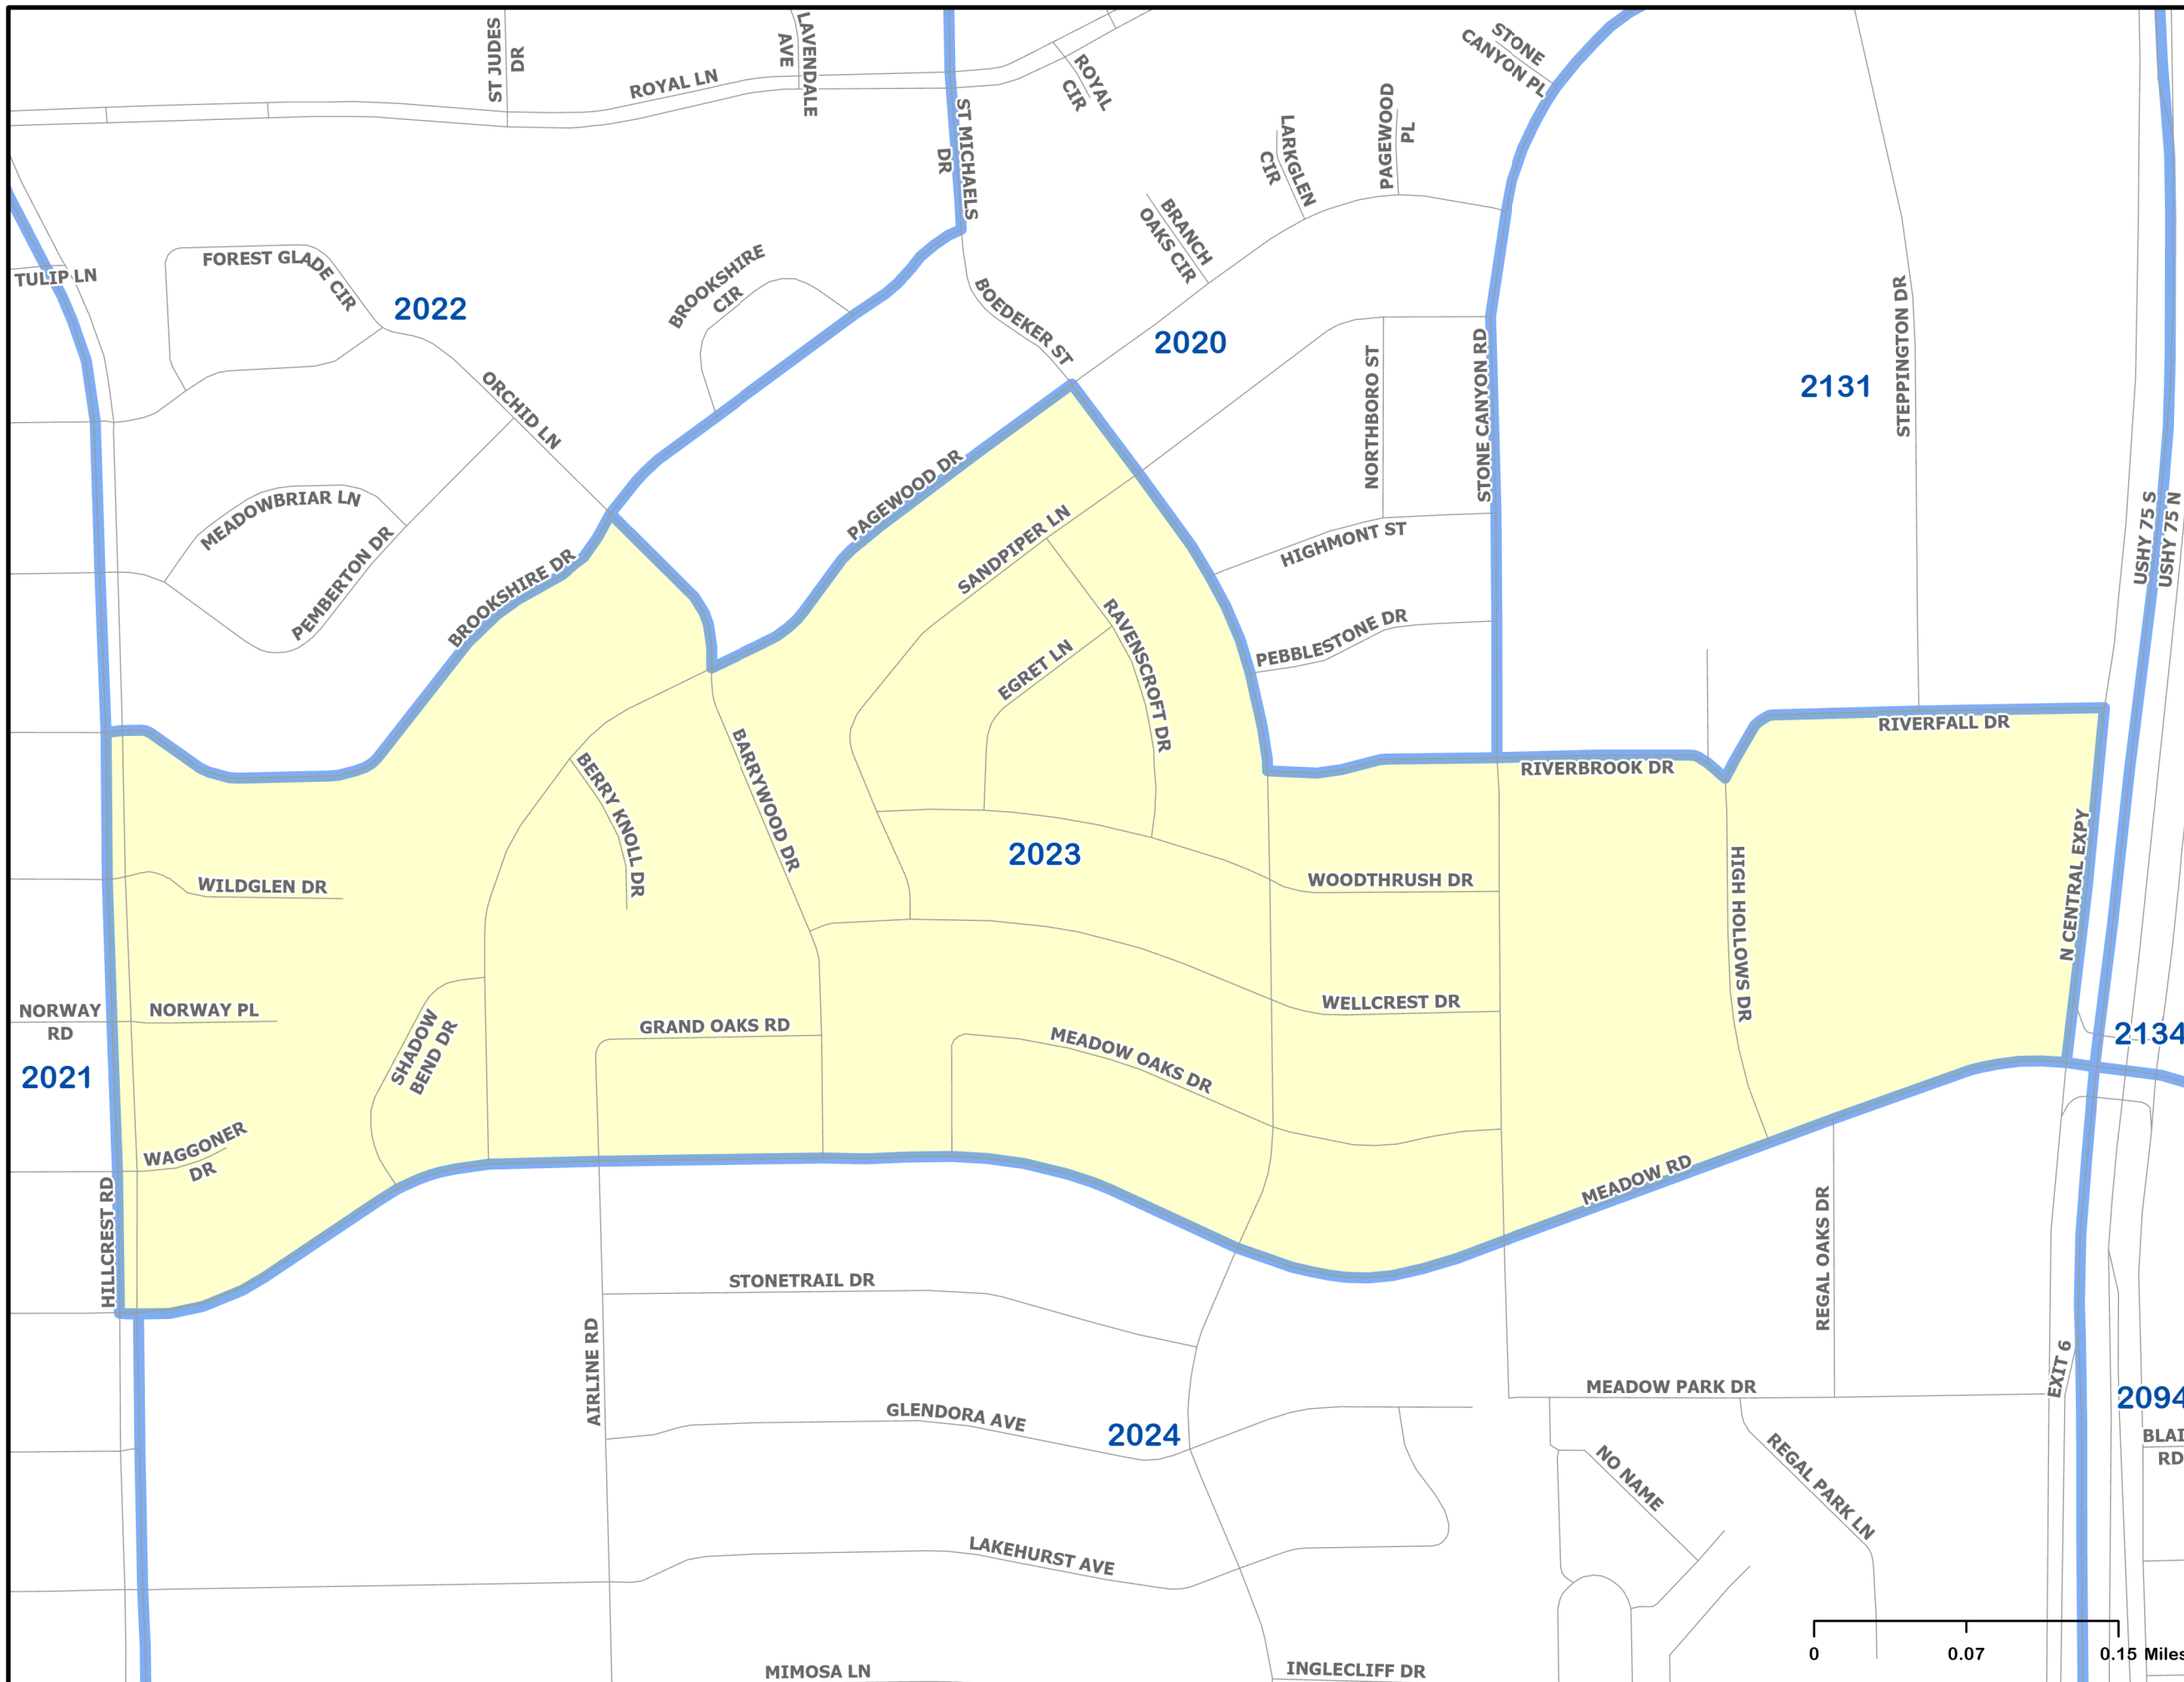 ST JUDES
DR
LAVENDALE
AVE
ROYAL LN
ST MICHAELS
DR
ROYAL
CIR
STONE
CANYON PL
LARKGLEN
CIR
PAGEWOOD
PL
BRANCH
OAKS CIR
TULIP LN
FOREST GLADE CIR
2022
BROOKSHIRE
CIR
BOEDEKER ST
2020
NORTHBORO ST
STONE CANYON RD
STEPPINGTON DR
2131
ORCHID LN
PAGEWOOD DR
MEADOWBRIAR LN
PEMBERTON DR
BROOKSHIRE DR
SANDPIPER LN
HIGHMONT ST
USHY 75 S
USHY 75 N
RAVENSCROFT DR
EGRET LN
PEBBLESTONE DR
RIVERFALL DR
RIVERBROOK DR
BERRY KNOLL DR
BARRYWOOD DR
2023
WILDGLEN DR
WOODTHRUSH DR
HIGH HOLLOWS DR
N CENTRAL EXPY
NORWAY
RD
NORWAY PL
SHADOW
BEND DR
GRAND OAKS RD
WELLCREST DR
MEADOW OAKS DR
2134
2021
WAGGONER
DR
HILLCREST RD
MEADOW RD
REGAL OAKS DR
STONETRAIL DR
AIRLINE RD
EXIT 6
MEADOW PARK DR
2094
GLENDORA AVE
2024
BLAI
RD
NO NAME
REGAL PARK LN
LAKEHURST AVE
MIMOSA LN
INGLECLIFF DR
0 0.07 0.15 Miles